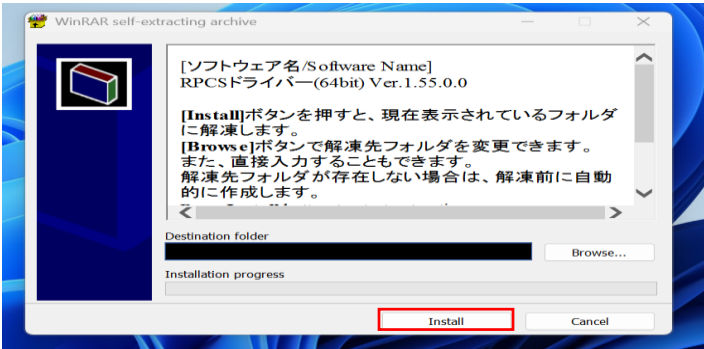 WinRAR self-extracting archive
[ソフトウェア名/Software Name]
RPCSドライバー(64bit) Ver.1.55.0.0
[Install]ボタンを押すと、現在表示されているフォルダ
に解凍します。
[Browse]ボタンで解凍先フォルダを変更できます。
また、直接入力することもできます。
解凍先フォルダが存在しない場合は、解凍前に自動
的に作成します。
Destination folder
Browse...
Installation progress
Install
Cancel